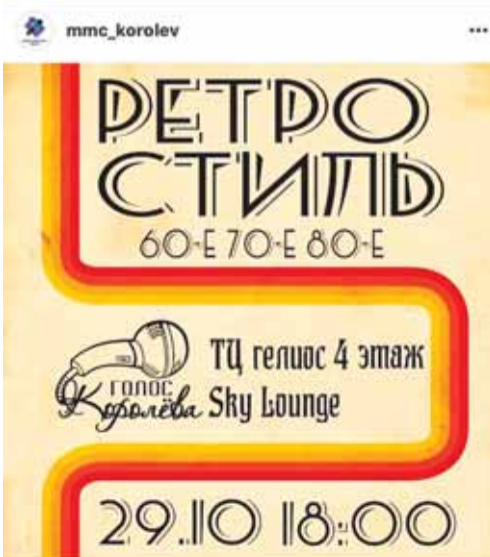 mmc_korolev
РЕТРО
СТИЛЬ
60-Е 70-Е 80-Е
ТЦ гелиос 4 этаж
ГОЛОС
Королёва
Sky Lounge
29.10 18:00